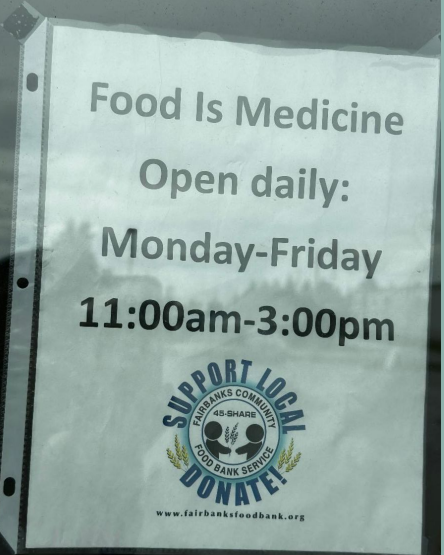 Food Is Medicine
Open daily:
Monday-Friday
11:00am-3:00pm
SUPPORT LOCAL
FAIRBANKS COMMUNITY
45-SHARE
FOOD BANK SERVICE
DONATE!
www.fairbanksfoodbank.org